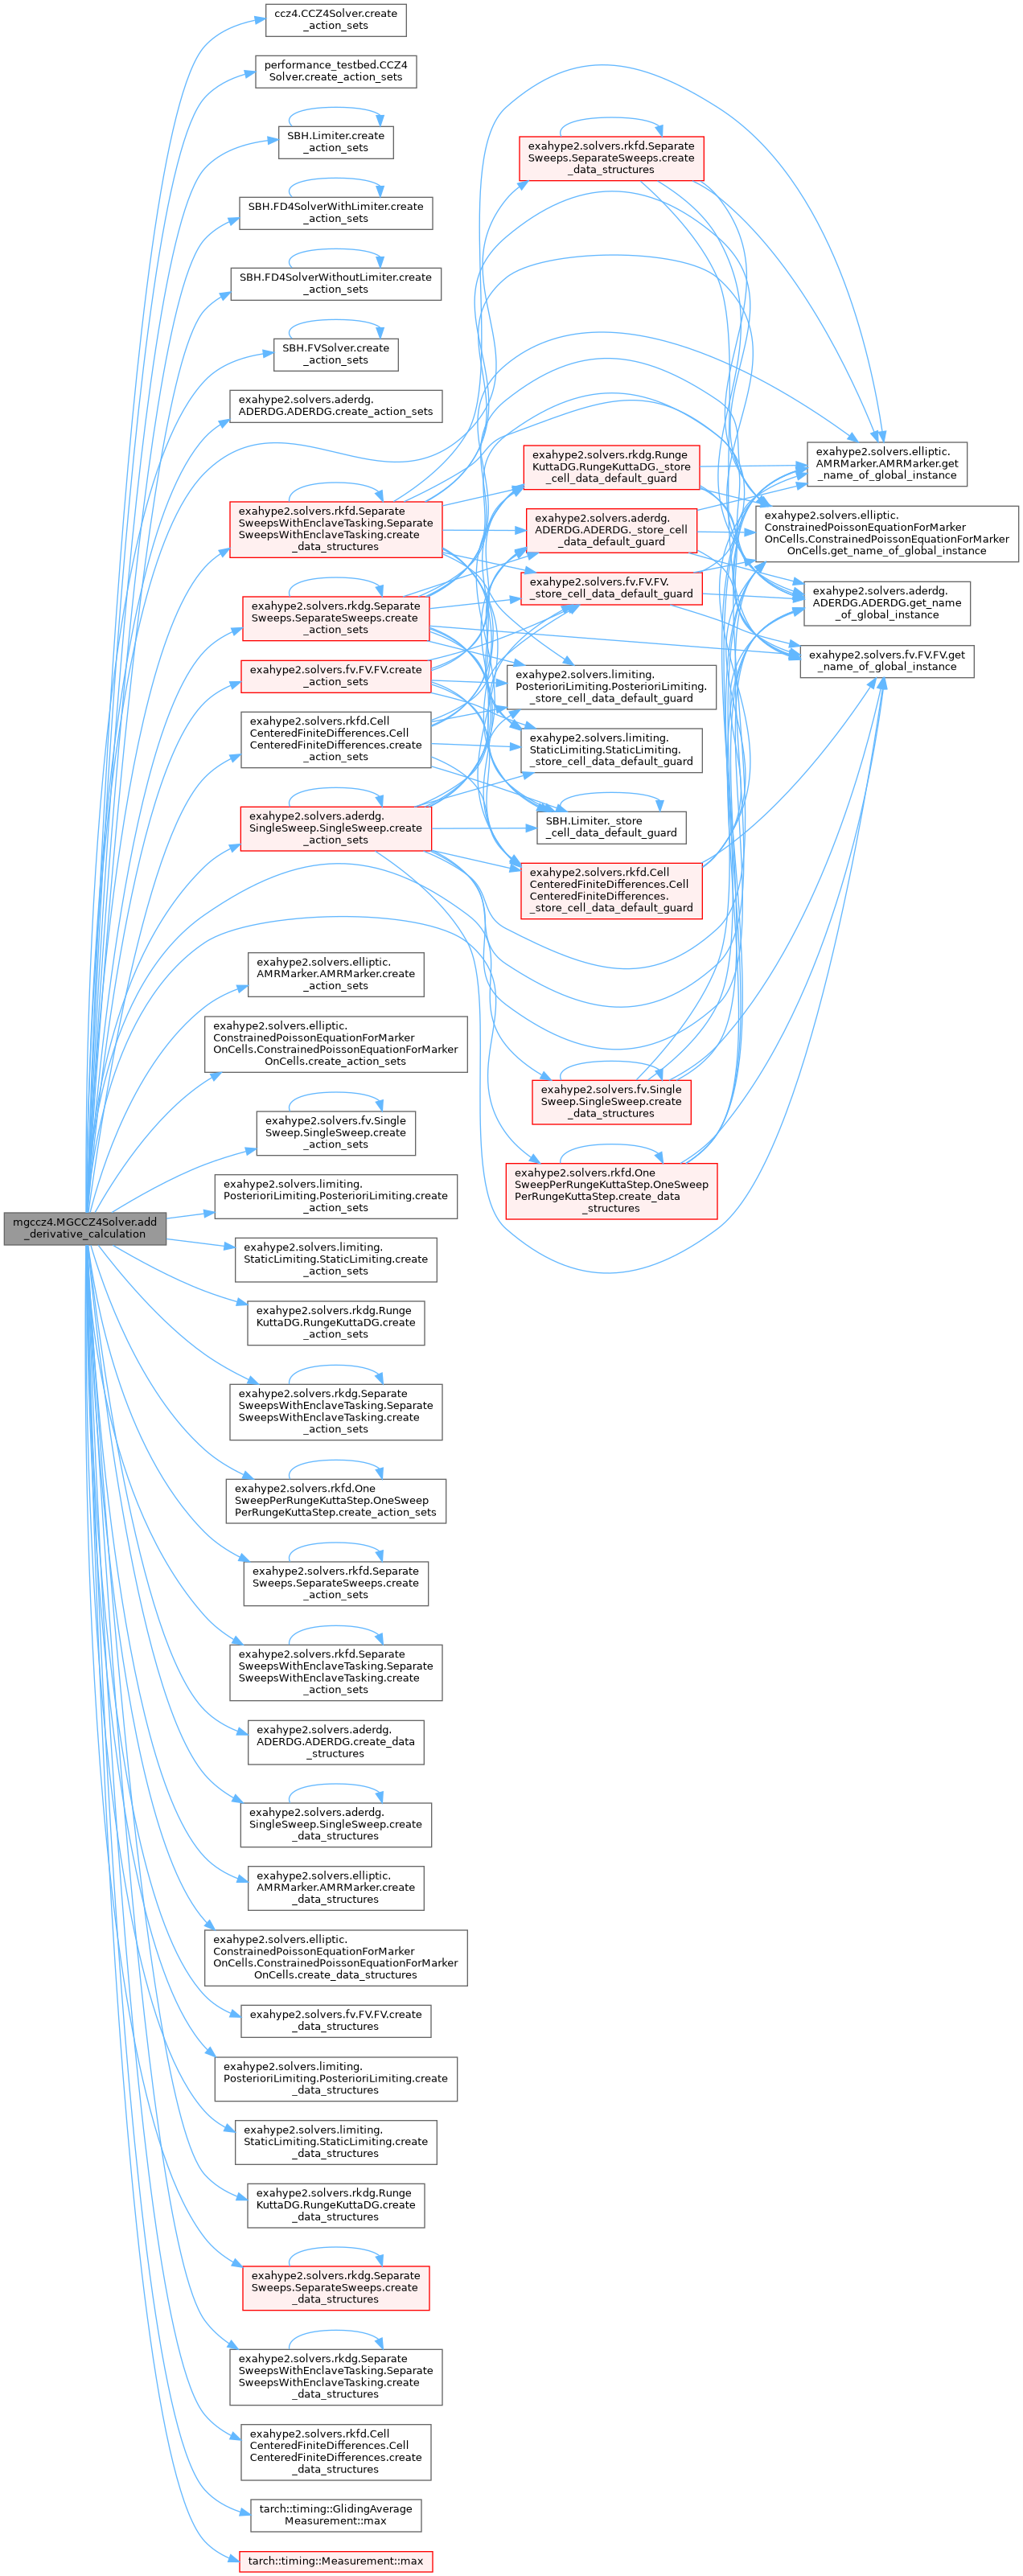 mgccz4.MGCCZ4Solver.add
_derivative_calculation
ccz4.CCZ4Solver.create
_action_sets
performance_testbed.CCZ4
Solver.create_action_sets
SBH.Limiter.create
_action_sets
SBH.FD4SolverWithLimiter.create
_action_sets
SBH.FD4SolverWithoutLimiter.create
_action_sets
SBH.FVSolver.create
_action_sets
exahype2.solvers.aderdg.
ADERDG.ADERDG.create_action_sets
exahype2.solvers.rkfd.Separate
SweepsWithEnclaveTasking.Separate
SweepsWithEnclaveTasking.create
_data_structures
exahype2.solvers.rkdg.Separate
Sweeps.SeparateSweeps.create
_action_sets
exahype2.solvers.fv.FV.FV.create
_action_sets
exahype2.solvers.rkfd.Cell
CenteredFiniteDifferences.Cell
CenteredFiniteDifferences.create
_action_sets
exahype2.solvers.aderdg.
SingleSweep.SingleSweep.create
_action_sets
exahype2.solvers.elliptic.
AMRMarker.AMRMarker.create
_action_sets
exahype2.solvers.elliptic.
ConstrainedPoissonEquationForMarker
OnCells.ConstrainedPoissonEquationForMarker
OnCells.create_action_sets
exahype2.solvers.fv.Single
Sweep.SingleSweep.create
_action_sets
exahype2.solvers.limiting.
PosterioriLimiting.PosterioriLimiting.create
_action_sets
exahype2.solvers.limiting.
StaticLimiting.StaticLimiting.create
_action_sets
exahype2.solvers.rkdg.Runge
KuttaDG.RungeKuttaDG.create
_action_sets
exahype2.solvers.rkdg.Separate
SweepsWithEnclaveTasking.Separate
SweepsWithEnclaveTasking.create
_action_sets
exahype2.solvers.rkfd.One
SweepPerRungeKuttaStep.OneSweep
PerRungeKuttaStep.create_action_sets
exahype2.solvers.rkfd.Separate
Sweeps.SeparateSweeps.create
_action_sets
exahype2.solvers.rkfd.Separate
SweepsWithEnclaveTasking.Separate
SweepsWithEnclaveTasking.create
_action_sets
exahype2.solvers.aderdg.
ADERDG.ADERDG.create_data
_structures
exahype2.solvers.aderdg.
SingleSweep.SingleSweep.create
_data_structures
exahype2.solvers.elliptic.
AMRMarker.AMRMarker.create
_data_structures
exahype2.solvers.elliptic.
ConstrainedPoissonEquationForMarker
OnCells.ConstrainedPoissonEquationForMarker
OnCells.create_data_structures
exahype2.solvers.fv.FV.FV.create
_data_structures
exahype2.solvers.limiting.
PosterioriLimiting.PosterioriLimiting.create
_data_structures
exahype2.solvers.limiting.
StaticLimiting.StaticLimiting.create
_data_structures
exahype2.solvers.rkdg.Runge
KuttaDG.RungeKuttaDG.create
_data_structures
exahype2.solvers.rkdg.Separate
Sweeps.SeparateSweeps.create
_data_structures
exahype2.solvers.rkdg.Separate
SweepsWithEnclaveTasking.Separate
SweepsWithEnclaveTasking.create
_data_structures
exahype2.solvers.rkfd.Cell
CenteredFiniteDifferences.Cell
CenteredFiniteDifferences.create
_data_structures
tarch::timing::GlidingAverage
Measurement::max
tarch::timing::Measurement::max
exahype2.solvers.rkfd.Separate
Sweeps.SeparateSweeps.create
_data_structures
exahype2.solvers.rkdg.Runge
KuttaDG.RungeKuttaDG._store
_cell_data_default_guard
exahype2.solvers.aderdg.
ADERDG.ADERDG._store_cell
_data_default_guard
exahype2.solvers.fv.FV.FV.
_store_cell_data_default_guard
exahype2.solvers.limiting.
PosterioriLimiting.PosterioriLimiting.
_store_cell_data_default_guard
exahype2.solvers.limiting.
StaticLimiting.StaticLimiting.
_store_cell_data_default_guard
SBH.Limiter._store
_cell_data_default_guard
exahype2.solvers.rkfd.Cell
CenteredFiniteDifferences.Cell
CenteredFiniteDifferences.
_store_cell_data_default_guard
exahype2.solvers.fv.Single
Sweep.SingleSweep.create
_data_structures
exahype2.solvers.rkfd.One
SweepPerRungeKuttaStep.OneSweep
PerRungeKuttaStep.create_data
_structures
exahype2.solvers.elliptic.
AMRMarker.AMRMarker.get
_name_of_global_instance
exahype2.solvers.elliptic.
ConstrainedPoissonEquationForMarker
OnCells.ConstrainedPoissonEquationForMarker
OnCells.get_name_of_global_instance
exahype2.solvers.aderdg.
ADERDG.ADERDG.get_name
_of_global_instance
exahype2.solvers.fv.FV.FV.get
_name_of_global_instance